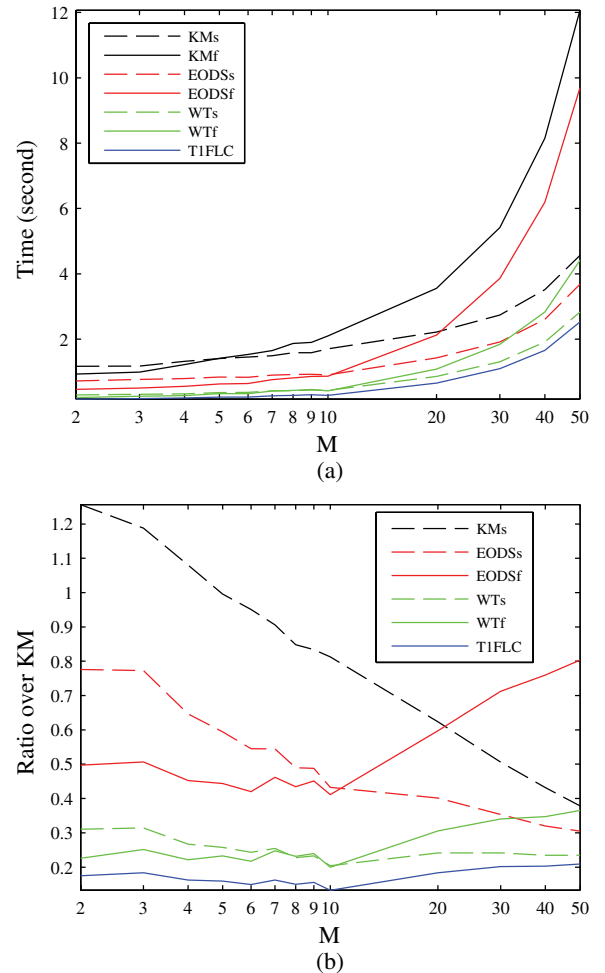 12
10
8
6
4
2
Time (second)
KMs
KMf
EODSs
EODSf
WTs
WTf
T1FLC
2 3 4 5 6 7 8 9 10 20 30 40 50
M
(a)
1.2
1.1
1
0.9
0.8
0.7
0.6
0.5
0.4
0.3
0.2
Ratio over KM
KMs
EODSs
EODSf
WTs
WTf
T1FLC
2 3 4 5 6 7 8 9 10 20 30 40 50
M
(b)